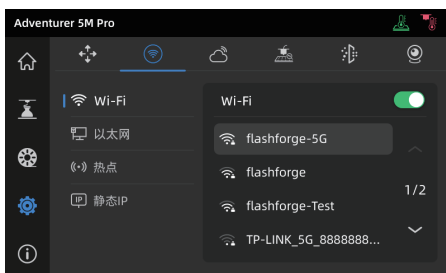 Adventurer 5M Pro
Wi-Fi
以太网
热点
IP 静态IP
Wi-Fi
flashforge-5G
flashforge
flashforge-Test
TP-LINK_5G_8888888...
1/2